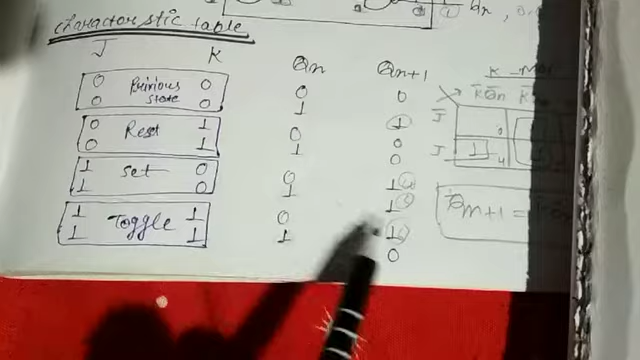 characteristic table
J K Qn Qn+1
0 Privious 0 0 0
0 state 0 1 1
0 Reset 1 0 0
0 1 1 0
1 set 0 0 1
1 0 1 1
1 Toggle 1 0 1
1 1 1 0
K-Map
J̄
J 1
Qn+1 =